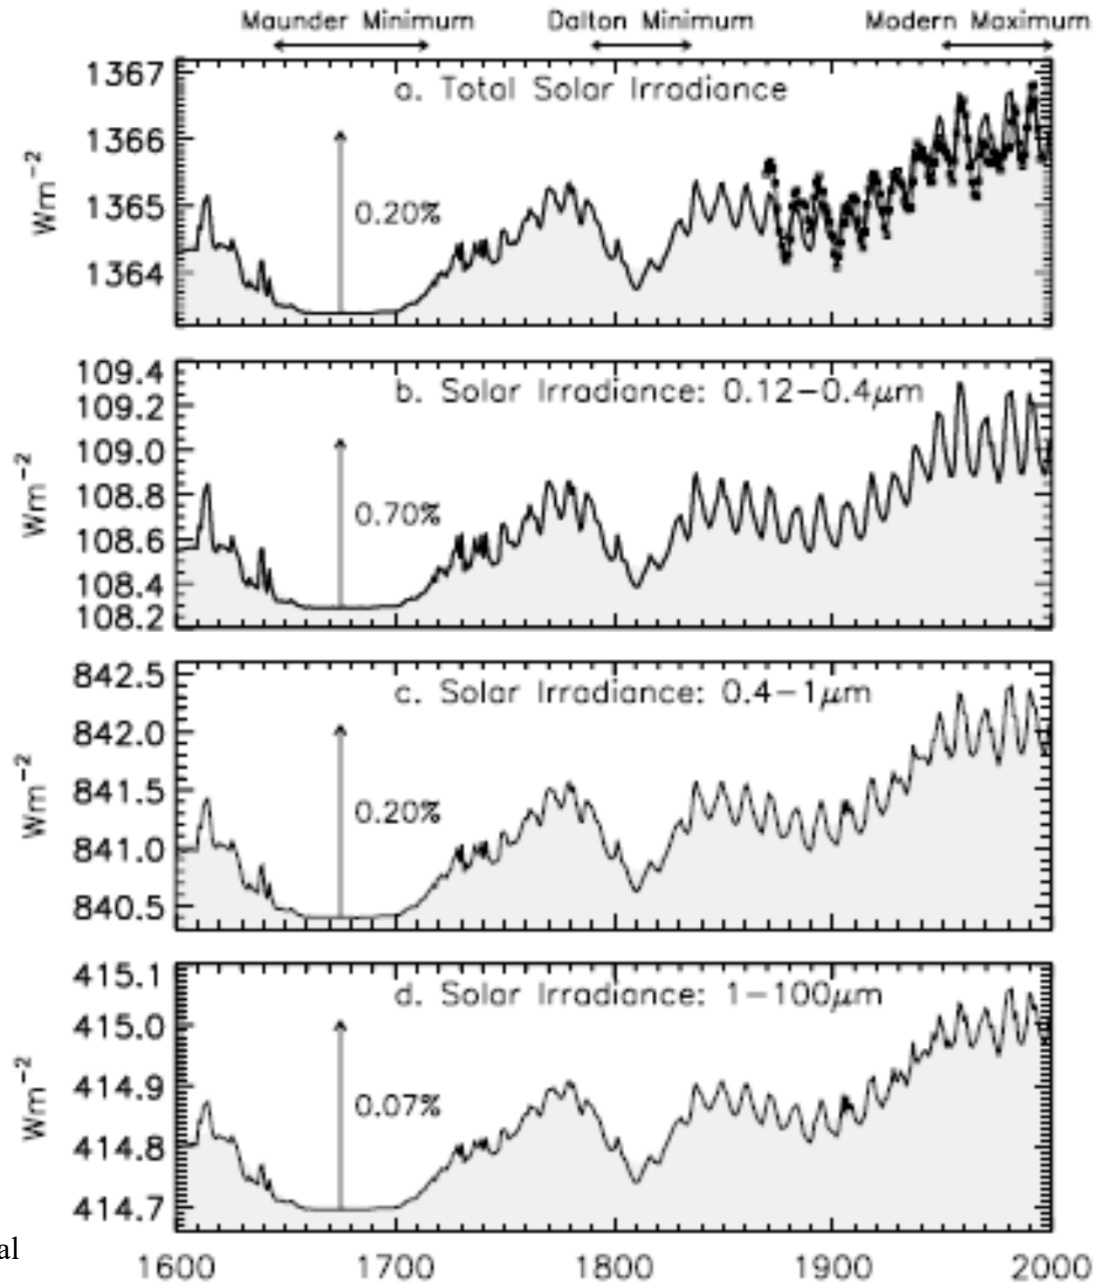 Maunder Minimum Dalton Minimum Modern Maximum
a. Total Solar Irradiance
1367
1366
1365
1364
Wm⁻²
0.20%
b. Solar Irradiance: 0.12–0.4μm
109.4
109.2
109.0
108.8
108.6
108.4
108.2
Wm⁻²
0.70%
c. Solar Irradiance: 0.4–1μm
842.5
842.0
841.5
841.0
840.5
Wm⁻²
0.20%
d. Solar Irradiance: 1–100μm
415.1
415.0
414.9
414.8
414.7
Wm⁻²
0.07%
al
1600 1700 1800 1900 2000